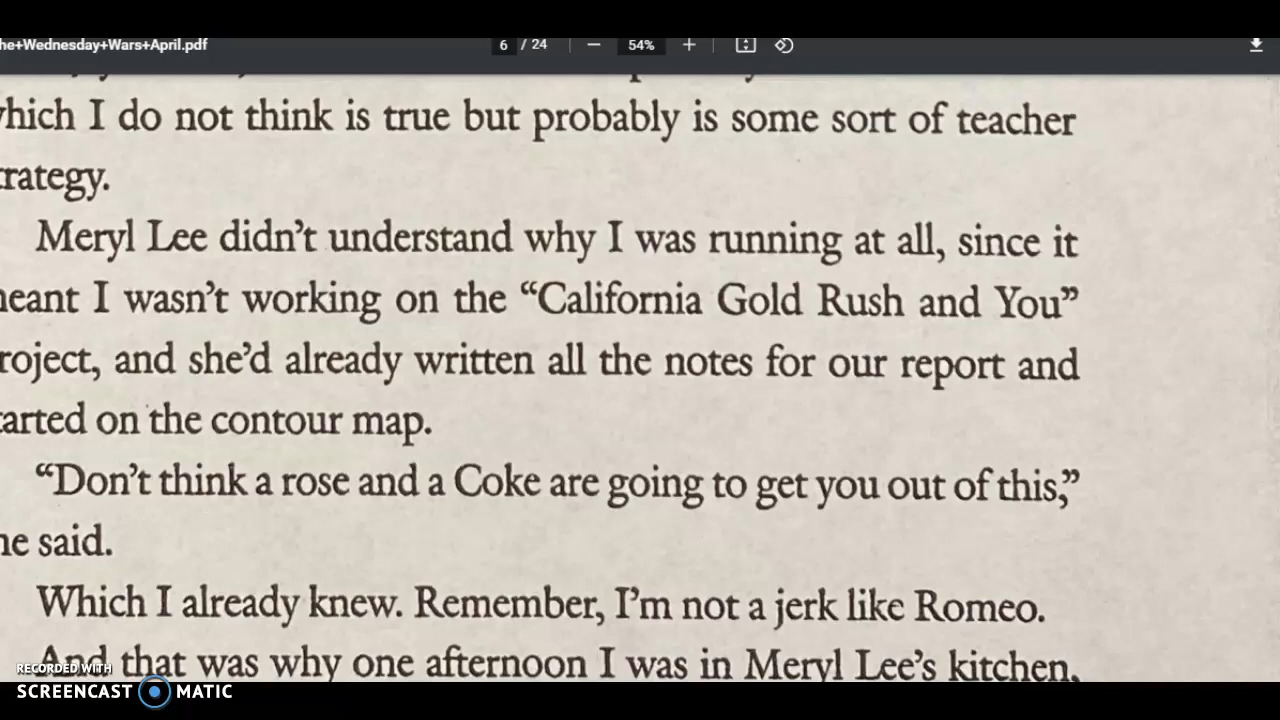 he+Wednesday+Wars+April.pdf
6 / 24
54%
hich I do not think is true but probably is some sort of teacher
rategy.
Meryl Lee didn't understand why I was running at all, since it
eant I wasn't working on the “California Gold Rush and You”
roject, and she'd already written all the notes for our report and
arted on the contour map.
“Don't think a rose and a Coke are going to get you out of this,”
he said.
Which I already knew. Remember, I'm not a jerk like Romeo.
And that was why one afternoon I was in Meryl Lee's kitchen,
RECORDED WITH
SCREENCAST MATIC